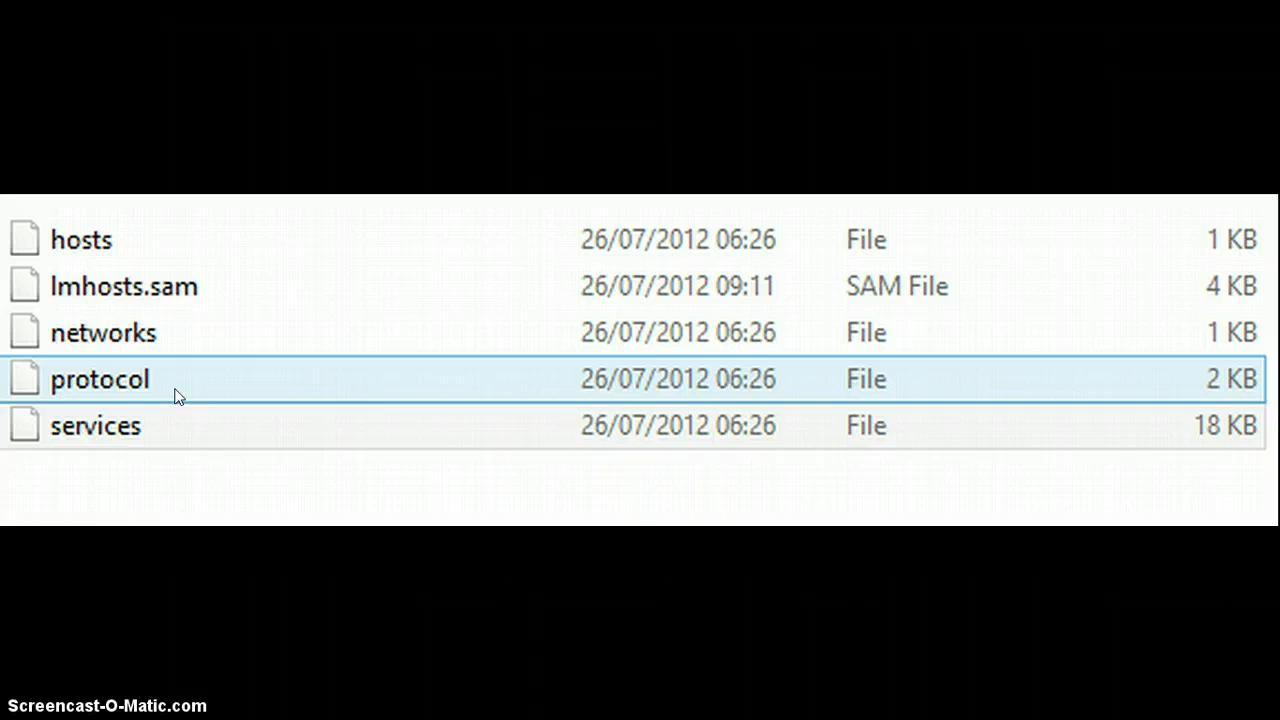 hosts 26/07/2012 06:26 File 1 KB
lmhosts.sam 26/07/2012 09:11 SAM File 4 KB
networks 26/07/2012 06:26 File 1 KB
protocol 26/07/2012 06:26 File 2 KB
services 26/07/2012 06:26 File 18 KB
Screencast-O-Matic.com